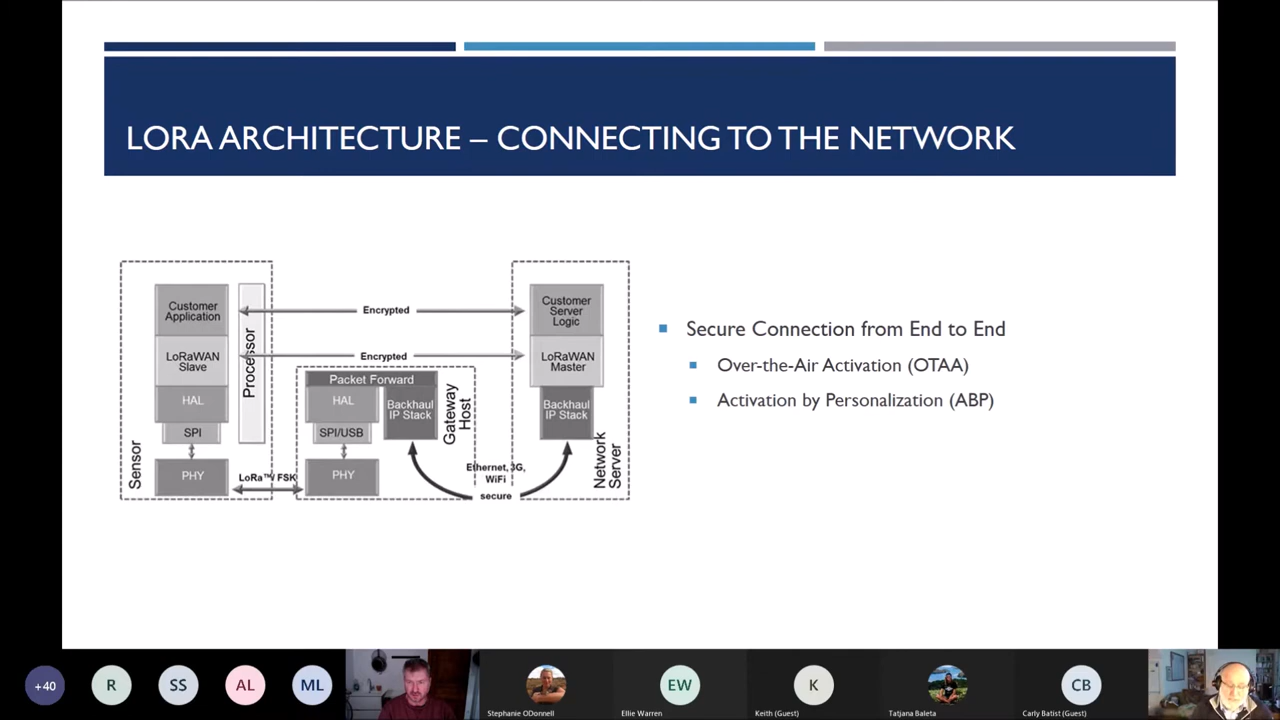 LORA ARCHITECTURE – CONNECTING TO THE NETWORK
Customer
Application
LoRaWAN
Slave
HAL
SPI
PHY
Sensor
Processor
Encrypted
Encrypted
LoRa™/ FSK
Packet Forward
HAL
SPI/USB
PHY
Backhaul
IP Stack
Gateway
Host
Ethernet, 3G,
WiFi
secure
Customer
Server
Logic
LoRaWAN
Master
Backhaul
IP Stack
Network
Server
Secure Connection from End to End
Over-the-Air Activation (OTAA)
Activation by Personalization (ABP)
+40
R
SS
AL
ML
Stephanie ODonnell
EW
Ellie Warren
K
Keith (Guest)
Tatjana Baleta
CB
Carly Batist (Guest)